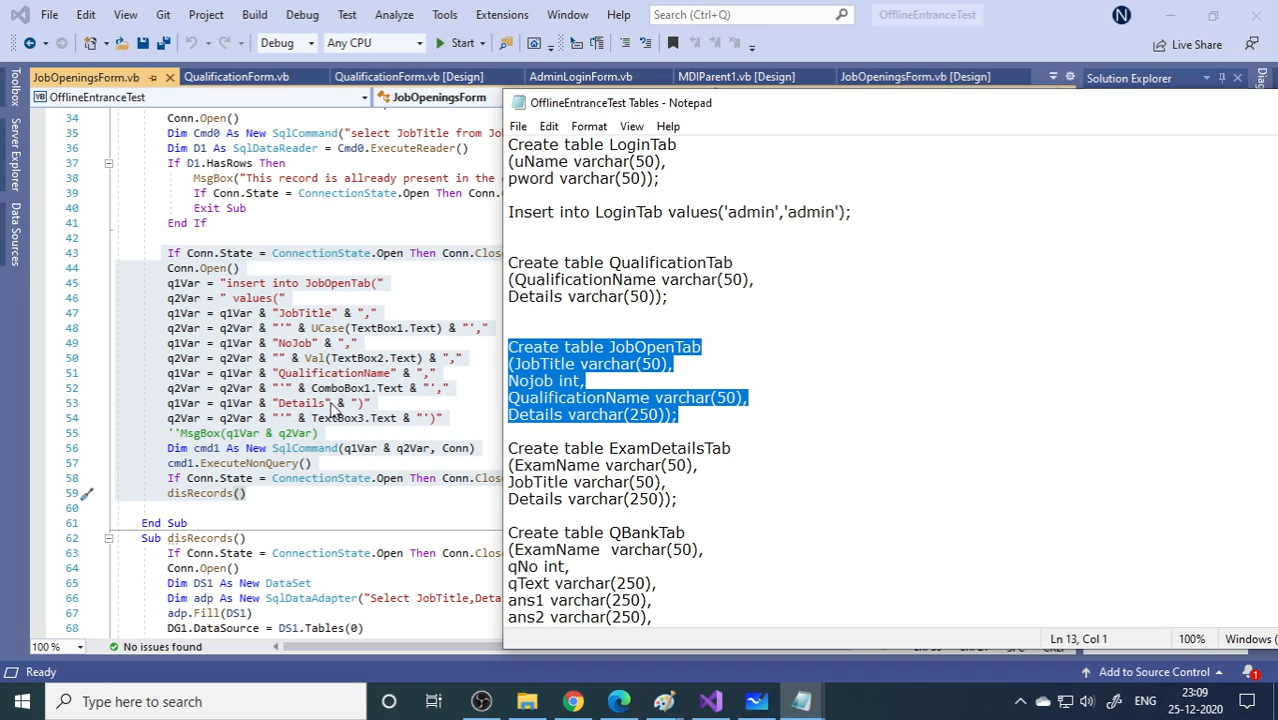 File Edit View Git Project Build Debug Test Analyze Tools Extensions Window Help Search (Ctrl+Q) OfflineEntranceTest N
Debug Any CPU Start Live Share
JobOpeningsForm.vb QualificationForm.vb QualificationForm.vb [Design] AdminLoginForm.vb MDIParent1.vb [Design] JobOpeningsForm.vb [Design] Solution Explorer
Toolbox
Server Explorer
Data Sources
VB OfflineEntranceTest JobOpeningsForm
34 Conn.Open()
35 Dim Cmd0 As New SqlCommand("select JobTitle from Jo
36 Dim D1 As New SqlDataReader = Cmd0.ExecuteReader()
37 If D1.HasRows Then
38 MsgBox("This record is allready present in the
39 If Conn.State = ConnectionState.Open Then Conn.
40 Exit Sub
41 End If
42
43 If Conn.State = ConnectionState.Open Then Conn.Clos
44 Conn.Open()
45 q1Var = "insert into JobOpenTab("
46 q2Var = " values("
47 q1Var = q1Var & "JobTitle" & ","
48 q2Var = q2Var & "'" & UCase(TextBox1.Text) & "',"
49 q1Var = q1Var & "NoJob" & ","
50 q2Var = q2Var & "" & Val(TextBox2.Text) & ","
51 q1Var = q1Var & "QualificationName" & ","
52 q2Var = q2Var & "'" & ComboBox1.Text & "',"
53 q1Var = q1Var & "Details" & ")"
54 q2Var = q2Var & "'" & TextBox3.Text & "')"
55 ''MsgBox(q1Var & q2Var)
56 Dim cmd1 As New SqlCommand(q1Var & q2Var, Conn)
57 cmd1.ExecuteNonQuery()
58 If Conn.State = ConnectionState.Open Then Conn.Clos
59 disRecords()
60
61 End Sub
62 Sub disRecords()
63 If Conn.State = ConnectionState.Open Then Conn.Clos
64 Conn.Open()
65 Dim DS1 As New DataSet
66 Dim adp As New SqlDataAdapter("Select JobTitle,Deta
67 adp.Fill(DS1)
68 DG1.DataSource = DS1.Tables(0)
100 % No issues found
OfflineEntranceTest Tables - Notepad
File Edit Format View Help
Create table LoginTab
(uName varchar(50),
pword varchar(50));
Insert into LoginTab values('admin','admin');
Create table QualificationTab
(QualificationName varchar(50),
Details varchar(50));
Create table JobOpenTab
(JobTitle varchar(50),
Nojob int,
QualificationName varchar(50),
Details varchar(250));
Create table ExamDetailsTab
(ExamName varchar(50),
JobTitle varchar(50),
Details varchar(250));
Create table QBankTab
(ExamName varchar(50),
qNo int,
qText varchar(250),
ans1 varchar(250),
ans2 varchar(250),
Ln 13, Col 1 100% Windows (
Ready Add to Source Control 1
Type here to search ENG 23:09
25-12-2020